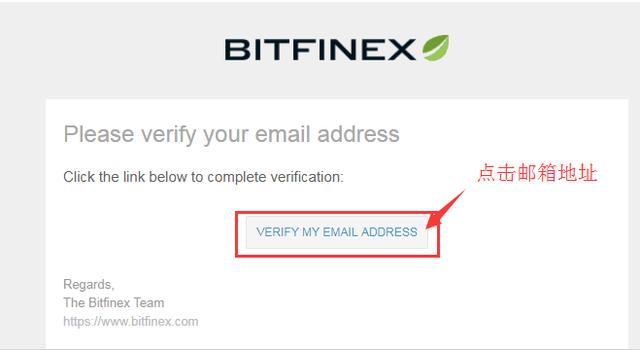 BITFINEX
Please verify your email address
Click the link below to complete verification:
点击邮箱地址
VERIFY MY EMAIL ADDRESS
Regards,
The Bitfinex Team
https://www.bitfinex.com